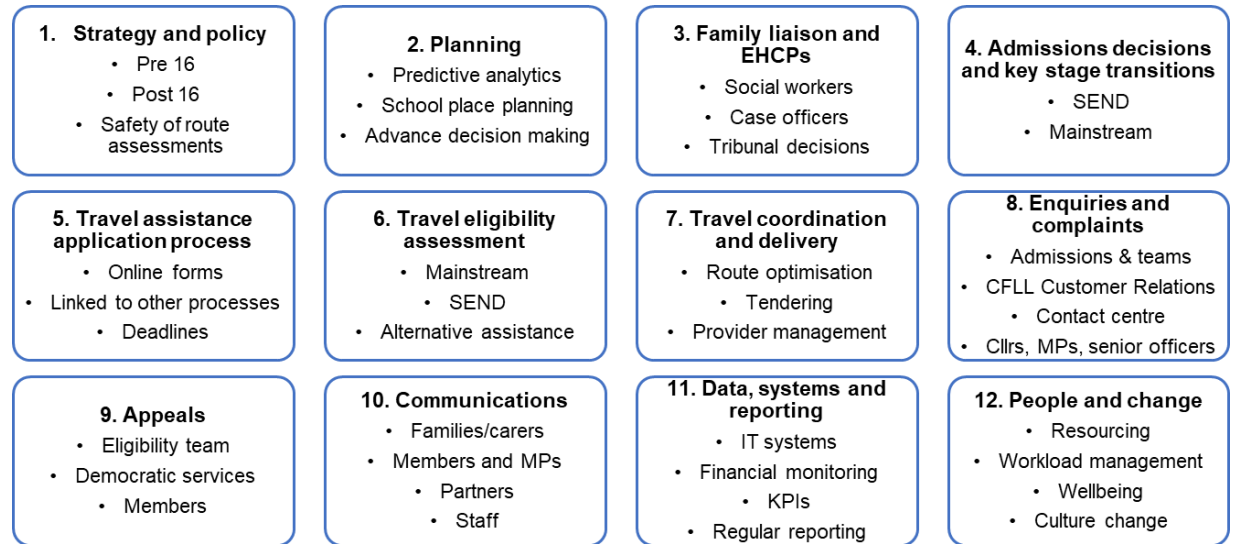 1. Strategy and policy
• Pre 16
• Post 16
• Safety of route
assessments
2. Planning
• Predictive analytics
• School place planning
• Advance decision making
3. Family liaison and
EHCPs
• Social workers
• Case officers
• Tribunal decisions
4. Admissions decisions
and key stage transitions
• SEND
• Mainstream
5. Travel assistance
application process
• Online forms
• Linked to other processes
• Deadlines
6. Travel eligibility
assessment
• Mainstream
• SEND
• Alternative assistance
7. Travel coordination
and delivery
• Route optimisation
• Tendering
• Provider management
8. Enquiries and
complaints
• Admissions & teams
• CFLL Customer Relations
• Contact centre
• Cllrs, MPs, senior officers
9. Appeals
• Eligibility team
• Democratic services
• Members
10. Communications
• Families/carers
• Members and MPs
• Partners
• Staff
11. Data, systems and
reporting
• IT systems
• Financial monitoring
• KPIs
• Regular reporting
12. People and change
• Resourcing
• Workload management
• Wellbeing
• Culture change